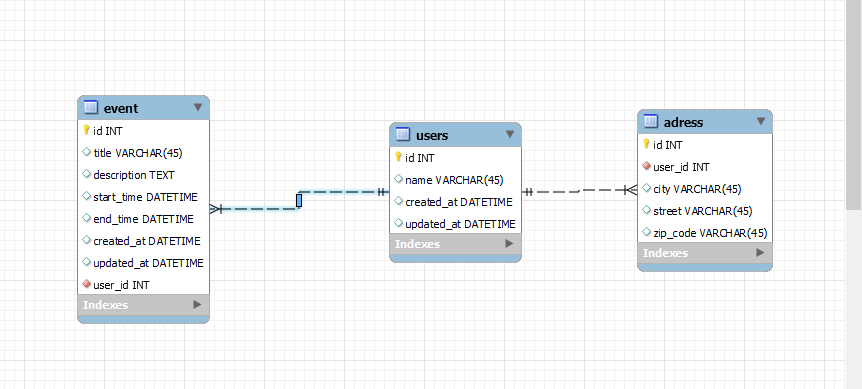 event
id INT
title VARCHAR(45)
description TEXT
start_time DATETIME
end_time DATETIME
created_at DATETIME
updated_at DATETIME
user_id INT
Indexes
users
id INT
name VARCHAR(45)
created_at DATETIME
updated_at DATETIME
Indexes
adress
id INT
user_id INT
city VARCHAR(45)
street VARCHAR(45)
zip_code VARCHAR(45)
Indexes